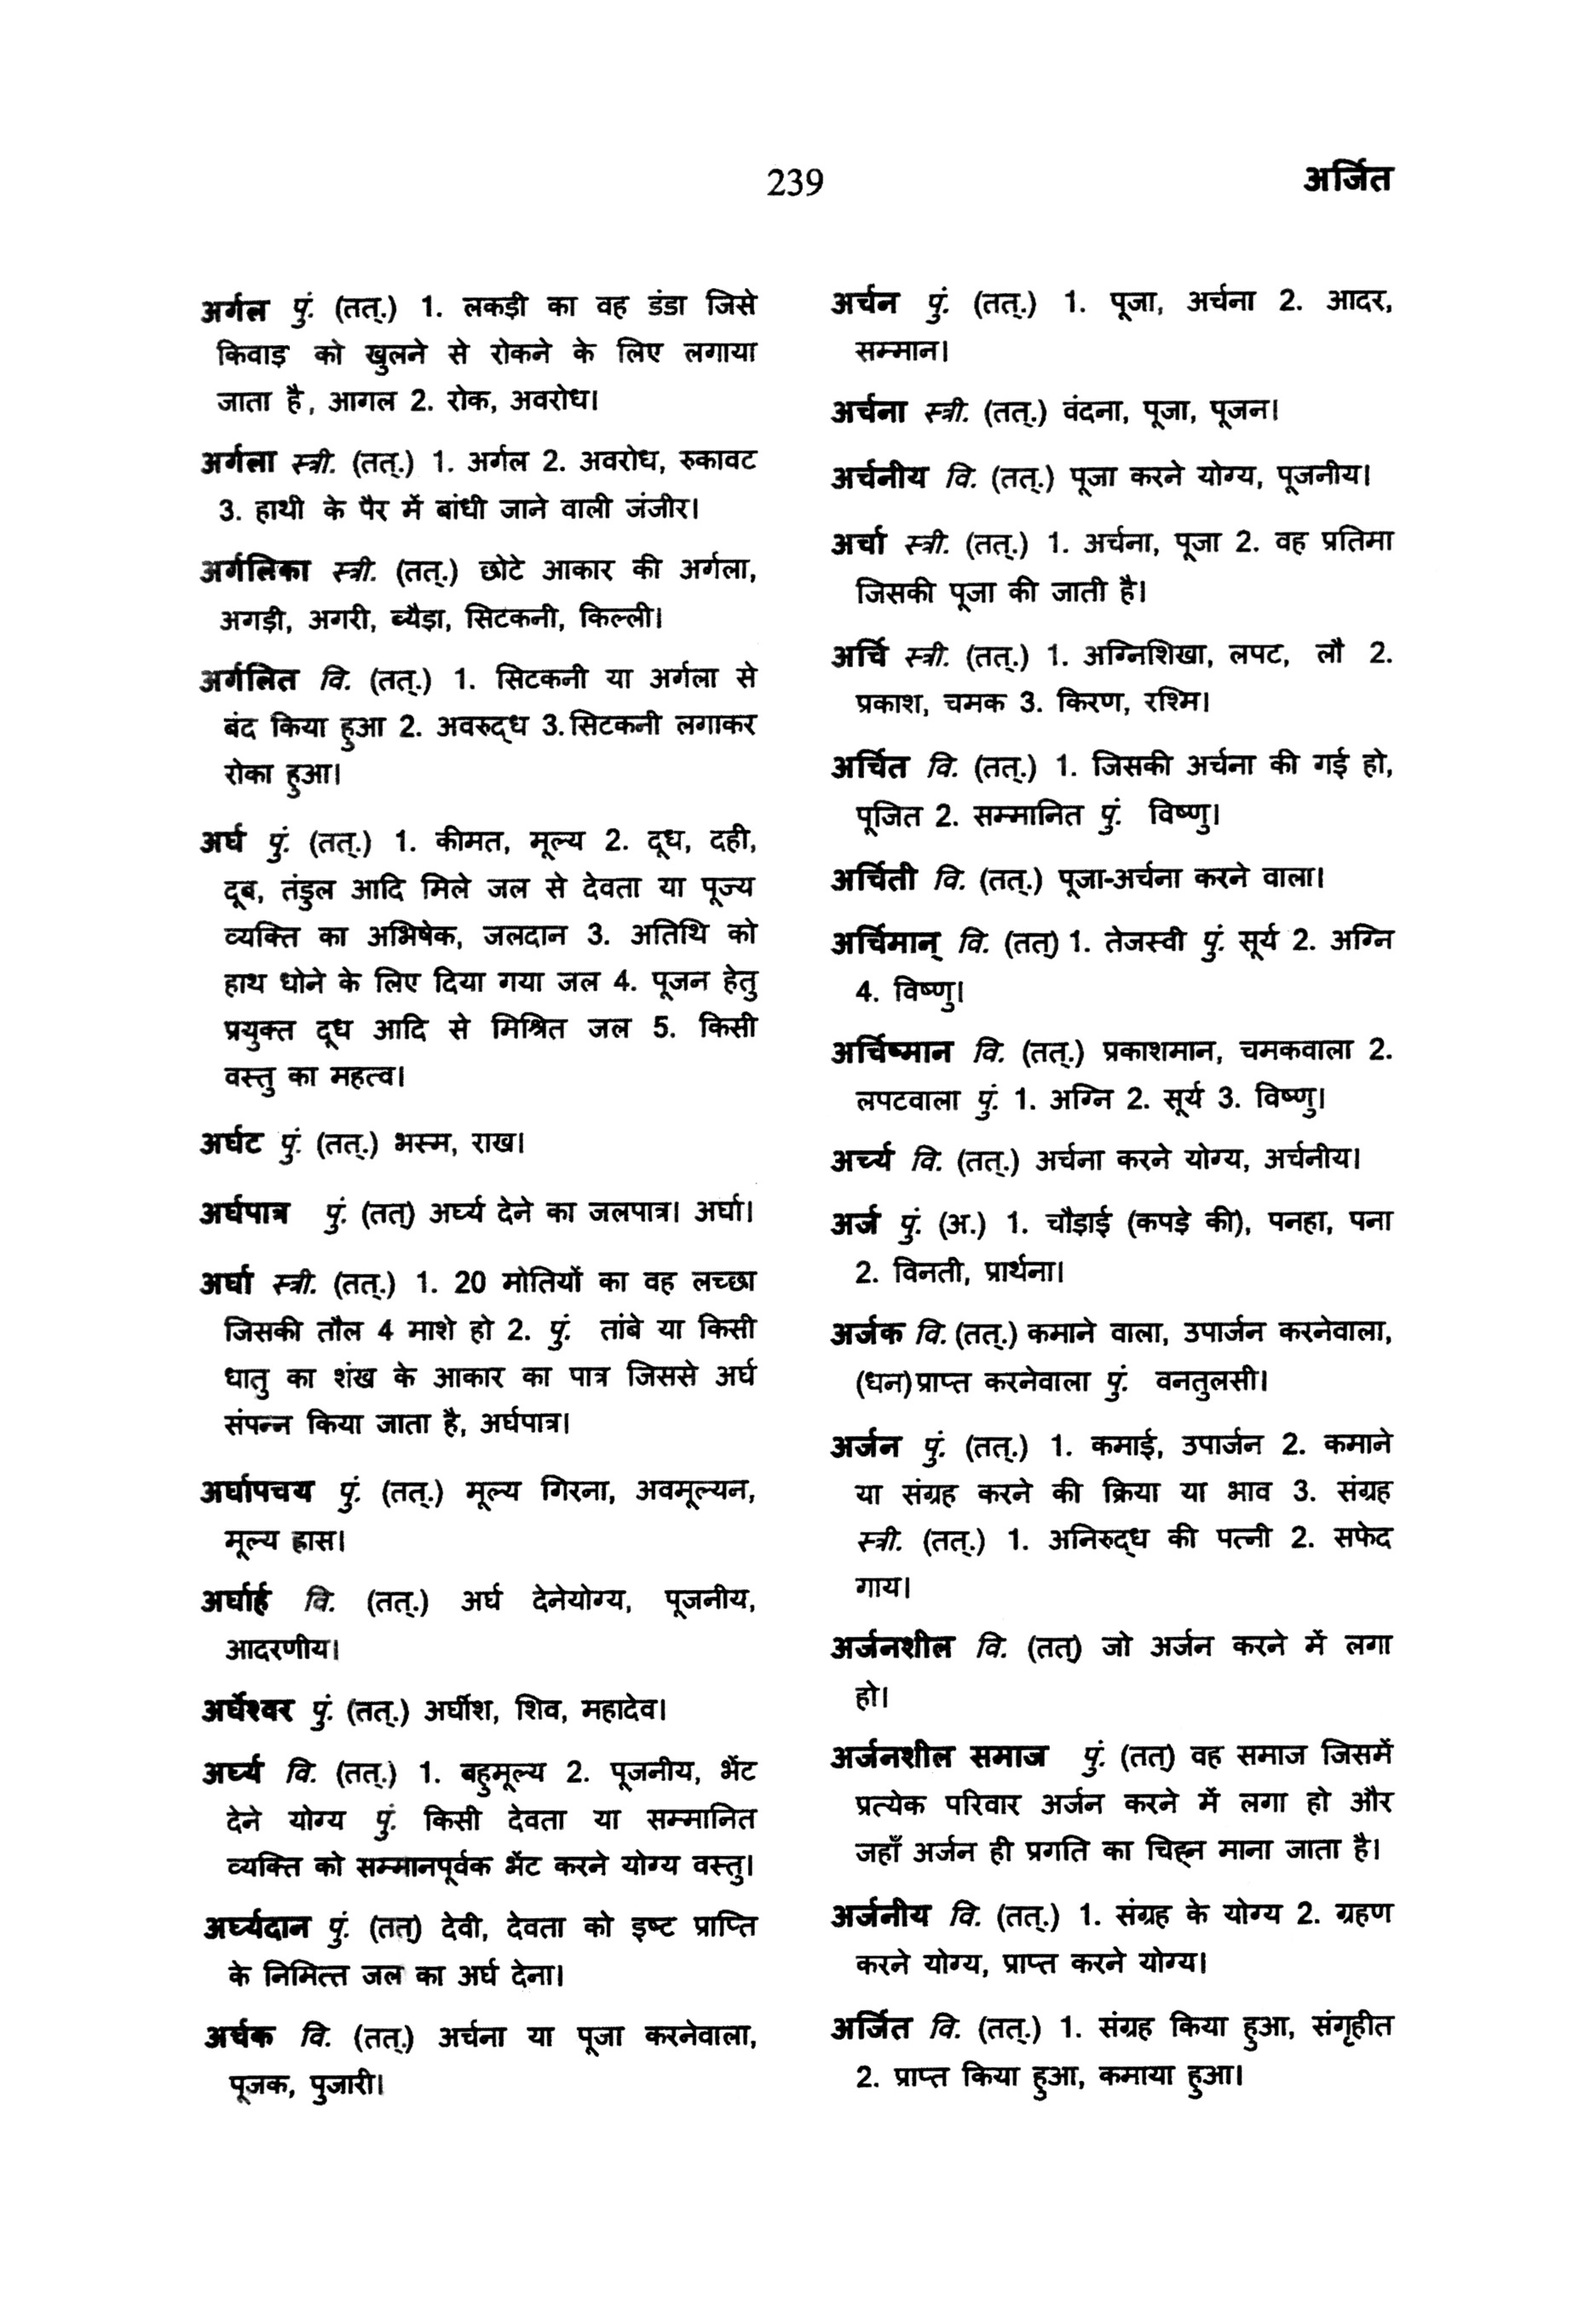 239
अर्जित
अर्गल पुं. (तत्.) 1. लकड़ी का वह डंडा जिसे
किवाड़ को खुलने से रोकने के लिए लगाया
जाता है, आगल 2. रोक, अवरोध।
अर्गला स्त्री. (तत्.) 1. अर्गल 2. अवरोध, रुकावट
3. हाथी के पैर में बांधी जाने वाली जंजीर।
अर्गलिका स्त्री. (तत्.) छोटे आकार की अर्गला,
अगड़ी, अगरी, ब्यैड़ा, सिटकनी, किल्ली।
अर्गलित वि. (तत्.) 1. सिटकनी या अर्गला से
बंद किया हुआ 2. अवरुद्ध 3. सिटकनी लगाकर
रोका हुआ।
अर्घ पुं. (तत्.) 1. कीमत, मूल्य 2. दूध, दही,
दूब, तंडुल आदि मिले जल से देवता या पूज्य
व्यक्ति का अभिषेक, जलदान 3. अतिथि को
हाथ धोने के लिए दिया गया जल 4. पूजन हेतु
प्रयुक्त दूध आदि से मिश्रित जल 5. किसी
वस्तु का महत्व।
अर्घट पुं. (तत्.) भस्म, राख।
अर्घपात्र पुं. (तत्) अर्घ्य देने का जलपात्र। अर्घा।
अर्घा स्त्री. (तत्.) 1. 20 मोतियों का वह लच्छा
जिसकी तौल 4 माशे हो 2. पुं. तांबे या किसी
धातु का शंख के आकार का पात्र जिससे अर्घ
संपन्न किया जाता है, अर्घपात्र।
अर्घापचय पुं. (तत्.) मूल्य गिरना, अवमूल्यन,
मूल्य ह्रास।
अर्घार्ह वि. (तत्.) अर्घ देनेयोग्य, पूजनीय,
आदरणीय।
अर्घेश्वर पुं. (तत्.) अर्घीश, शिव, महादेव।
अर्घ्य वि. (तत्.) 1. बहुमूल्य 2. पूजनीय, भेंट
देने योग्य पुं. किसी देवता या सम्मानित
व्यक्ति को सम्मानपूर्वक भेंट करने योग्य वस्तु।
अर्घ्यदान पुं. (तत्) देवी, देवता को इष्ट प्राप्ति
के निमित्त जल का अर्घ देना।
अर्चक वि. (तत्.) अर्चना या पूजा करनेवाला,
पूजक, पुजारी।
अर्चन पुं. (तत्.) 1. पूजा, अर्चना 2. आदर,
सम्मान।
अर्चना स्त्री. (तत्.) वंदना, पूजा, पूजन।
अर्चनीय वि. (तत्.) पूजा करने योग्य, पूजनीय।
अर्चा स्त्री. (तत्.) 1. अर्चना, पूजा 2. वह प्रतिमा
जिसकी पूजा की जाती है।
अर्चि स्त्री. (तत्.) 1. अग्निशिखा, लपट, लौ 2.
प्रकाश, चमक 3. किरण, रश्मि।
अर्चित वि. (तत्.) 1. जिसकी अर्चना की गई हो,
पूजित 2. सम्मानित पुं. विष्णु।
अर्चिती वि. (तत्.) पूजा-अर्चना करने वाला।
अर्चिमान् वि. (तत्) 1. तेजस्वी पुं. सूर्य 2. अग्नि
4. विष्णु।
अर्चिष्मान वि. (तत्.) प्रकाशमान, चमकवाला 2.
लपटवाला पुं. 1. अग्नि 2. सूर्य 3. विष्णु।
अर्च्य वि. (तत्.) अर्चना करने योग्य, अर्चनीय।
अर्ज पुं. (अ.) 1. चौड़ाई (कपड़े की), पनहा, पना
2. विनती, प्रार्थना।
अर्जक वि. (तत्.) कमाने वाला, उपार्जन करनेवाला,
(धन) प्राप्त करनेवाला पुं. वनतुलसी।
अर्जन पुं. (तत्.) 1. कमाई, उपार्जन 2. कमाने
या संग्रह करने की क्रिया या भाव 3. संग्रह
स्त्री. (तत्.) 1. अनिरुद्ध की पत्नी 2. सफेद
गाय।
अर्जनशील वि. (तत्) जो अर्जन करने में लगा
हो।
अर्जनशील समाज पुं. (तत्) वह समाज जिसमें
प्रत्येक परिवार अर्जन करने में लगा हो और
जहाँ अर्जन ही प्रगति का चिह्न माना जाता है।
अर्जनीय वि. (तत्.) 1. संग्रह के योग्य 2. ग्रहण
करने योग्य, प्राप्त करने योग्य।
अर्जित वि. (तत्.) 1. संग्रह किया हुआ, संगृहीत
2. प्राप्त किया हुआ, कमाया हुआ।